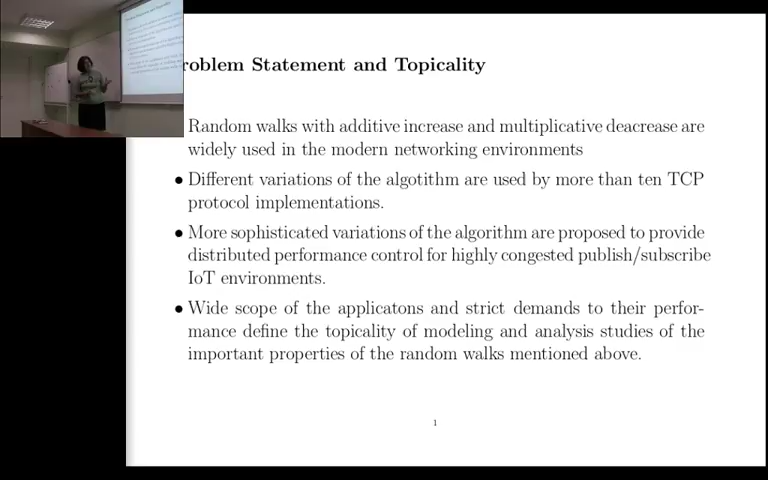 roblem Statement and Topicality
Random walks with additive increase and multiplicative deacrease are
widely used in the modern networking environments
• Different variations of the algotithm are used by more than ten TCP
protocol implementations.
• More sophisticated variations of the algorithm are proposed to provide
distributed performance control for highly congested publish/subscribe
IoT environments.
• Wide scope of the applicatons and strict demands to their perfor-
mance define the topicality of modeling and analysis studies of the
important properties of the random walks mentioned above.
1